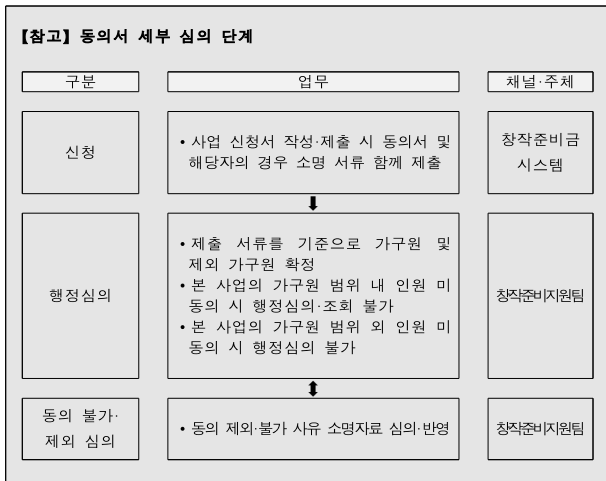 【참고】 동의서 세부 심의 단계
구분
업무
채널·주체
신청
• 사업 신청서 작성·제출 시 동의서 및
해당자의 경우 소명 서류 함께 제출
창작준비금
시스템
행정심의
• 제출 서류를 기준으로 가구원 및
제외 가구원 확정
• 본 사업의 가구원 범위 내 인원 미
동의 시 행정심의·조회 불가
• 본 사업의 가구원 범위 외 인원 미
동의 시 행정심의 불가
창작준비지원팀
동의 불가·
제외 심의
• 동의 제외·불가 사유 소명자료 심의·반영
창작준비지원팀